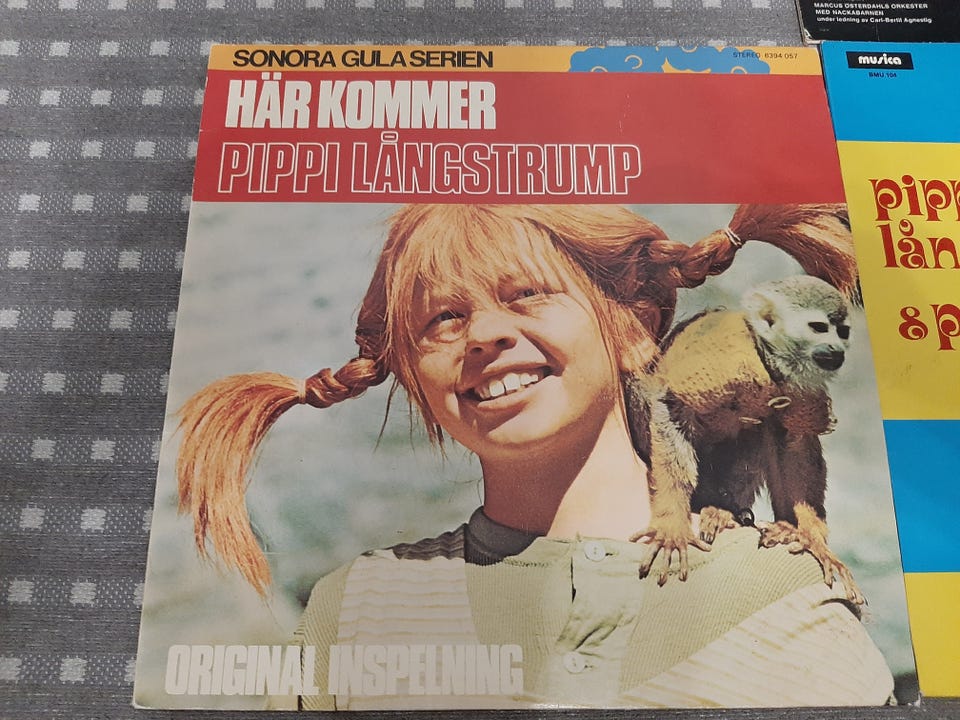 MARCUS ÖSTERDAHLS ORKESTER
MED NACKABARNEN
under ledning av Carl-Bertil Agnestig
SONORA GULA SERIEN
STEREO 6394 057
HÄR KOMMER
PIPPI LÅNGSTRUMP
ORIGINAL INSPELNING
musica
SMU 104
pipp
lån
& p